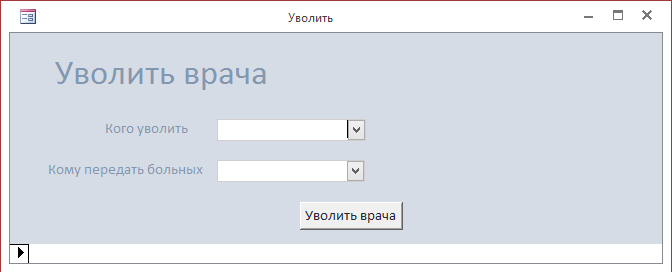 Уволить
Уволить врача
Кого уволить
Кому передать больных
Уволить врача